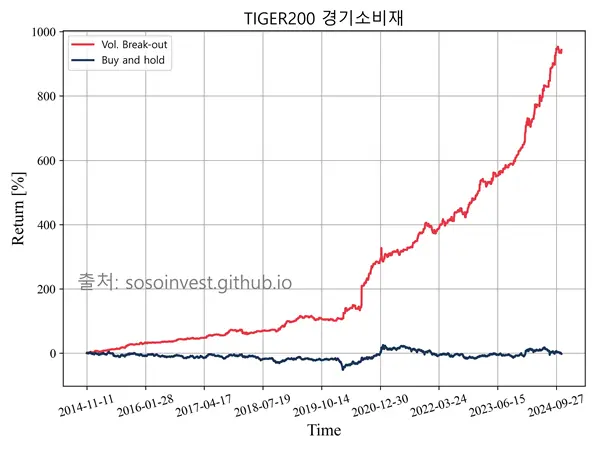 TIGER200 경기소비재
Vol. Break-out
Buy and hold
Return [%]
1000
800
600
400
200
0
출처: sosoinvest.github.io
2014-11-11 2016-01-28 2017-04-17 2018-07-19 2019-10-14 2020-12-30 2022-03-24 2023-06-15 2024-09-27
Time